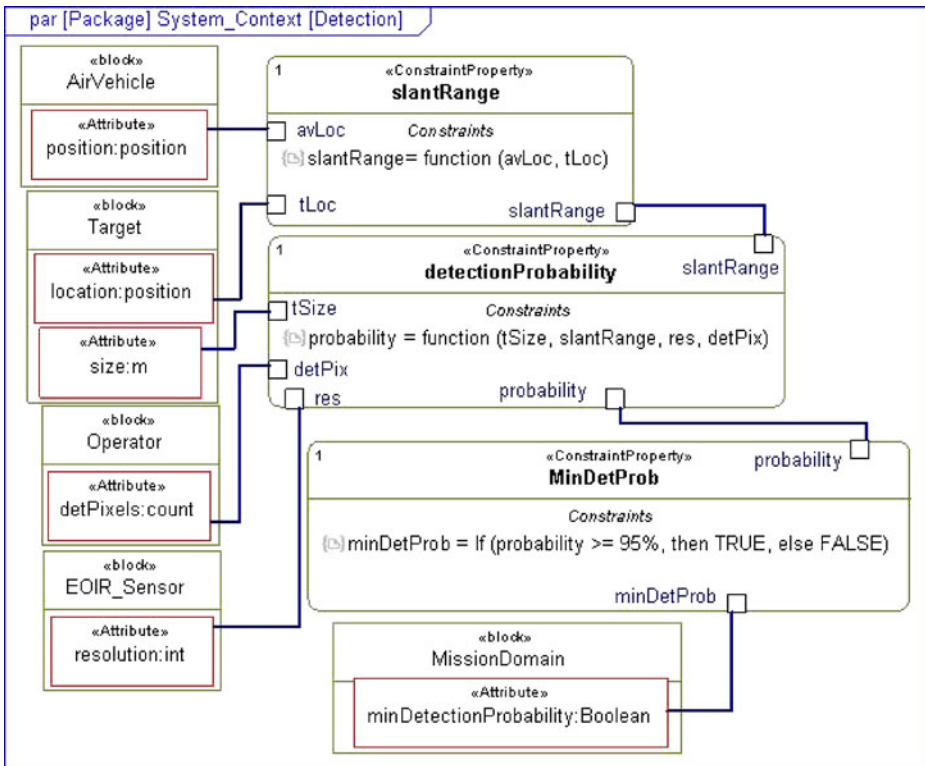 par [Package] System_Context [Detection]
«block»
AirVehicle
«Attribute»
position:position
«block»
Target
«Attribute»
location:position
«Attribute»
size:m
«block»
Operator
«Attribute»
detPixels:count
«block»
EOIR_Sensor
«Attribute»
resolution:int
1
«ConstraintProperty»
slantRange
avLoc
Constraints
slantRange= function (avLoc, tLoc)
tLoc
slantRange
1
«ConstraintProperty»
detectionProbability
slantRange
tSize
Constraints
probability = function (tSize, slantRange, res, detPix)
detPix
res
probability
1
«ConstraintProperty»
MinDetProb
probability
Constraints
minDetProb = If (probability >= 95%, then TRUE, else FALSE)
minDetProb
«block»
MissionDomain
«Attribute»
minDetectionProbability:Boolean